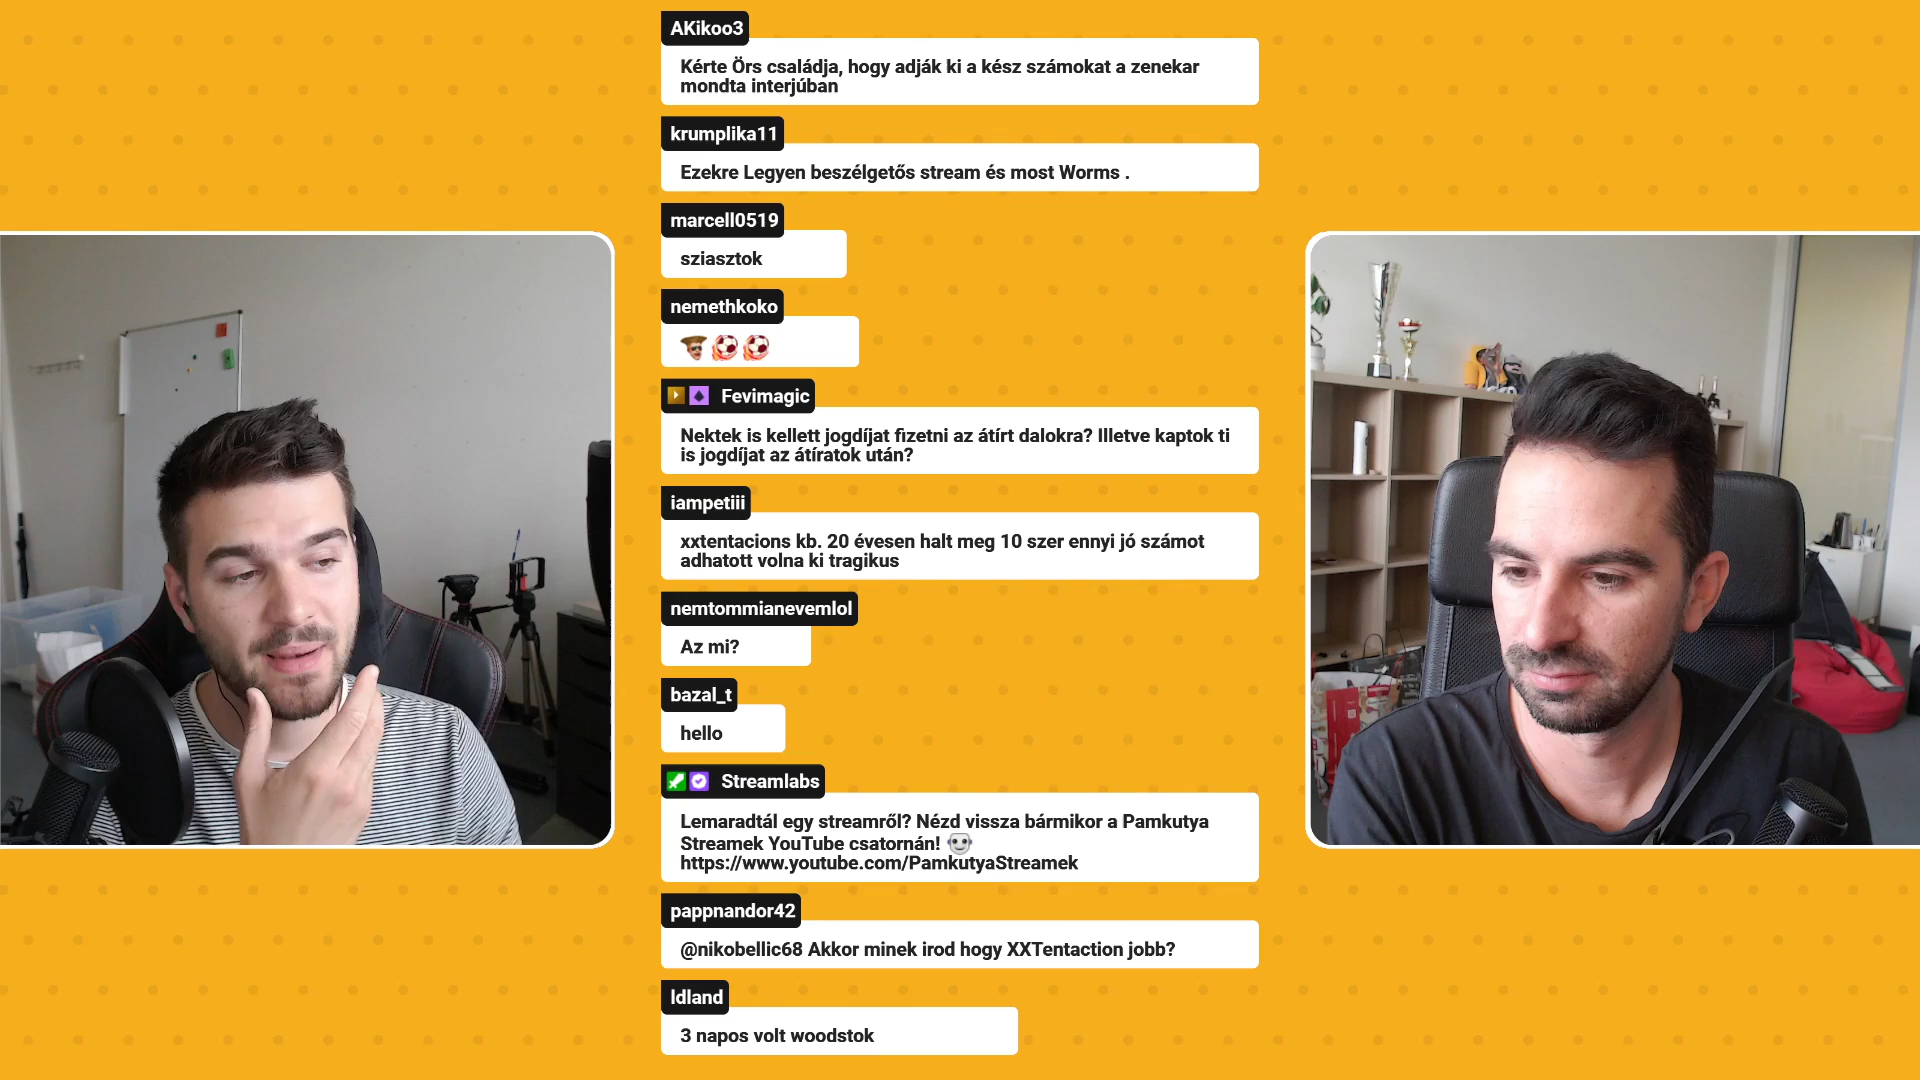 AKikoo3
Kérte Örs családja, hogy adják ki a kész számokat a zenekar
mondta interjúban
krumplika11
Ezekre Legyen beszélgetős stream és most Worms .
marcell0519
sziasztok
nemethkoko
Fevimagic
Nektek is kellett jogdíjat fizetni az átírt dalokra? Illetve kaptok ti
is jogdíjat az átíratok után?
iampetiii
xxtentacions kb. 20 évesen halt meg 10 szer ennyi jó számot
adhatott volna ki tragikus
nemtommianevemlol
Az mi?
bazal_t
hello
Streamlabs
Lemaradtál egy streamről? Nézd vissza bármikor a Pamkutya
Streamek YouTube csatornán!
https://www.youtube.com/PamkutyaStreamek
pappnandor42
@nikobellic68 Akkor minek irod hogy XXTentaction jobb?
ldland
3 napos volt woodstok